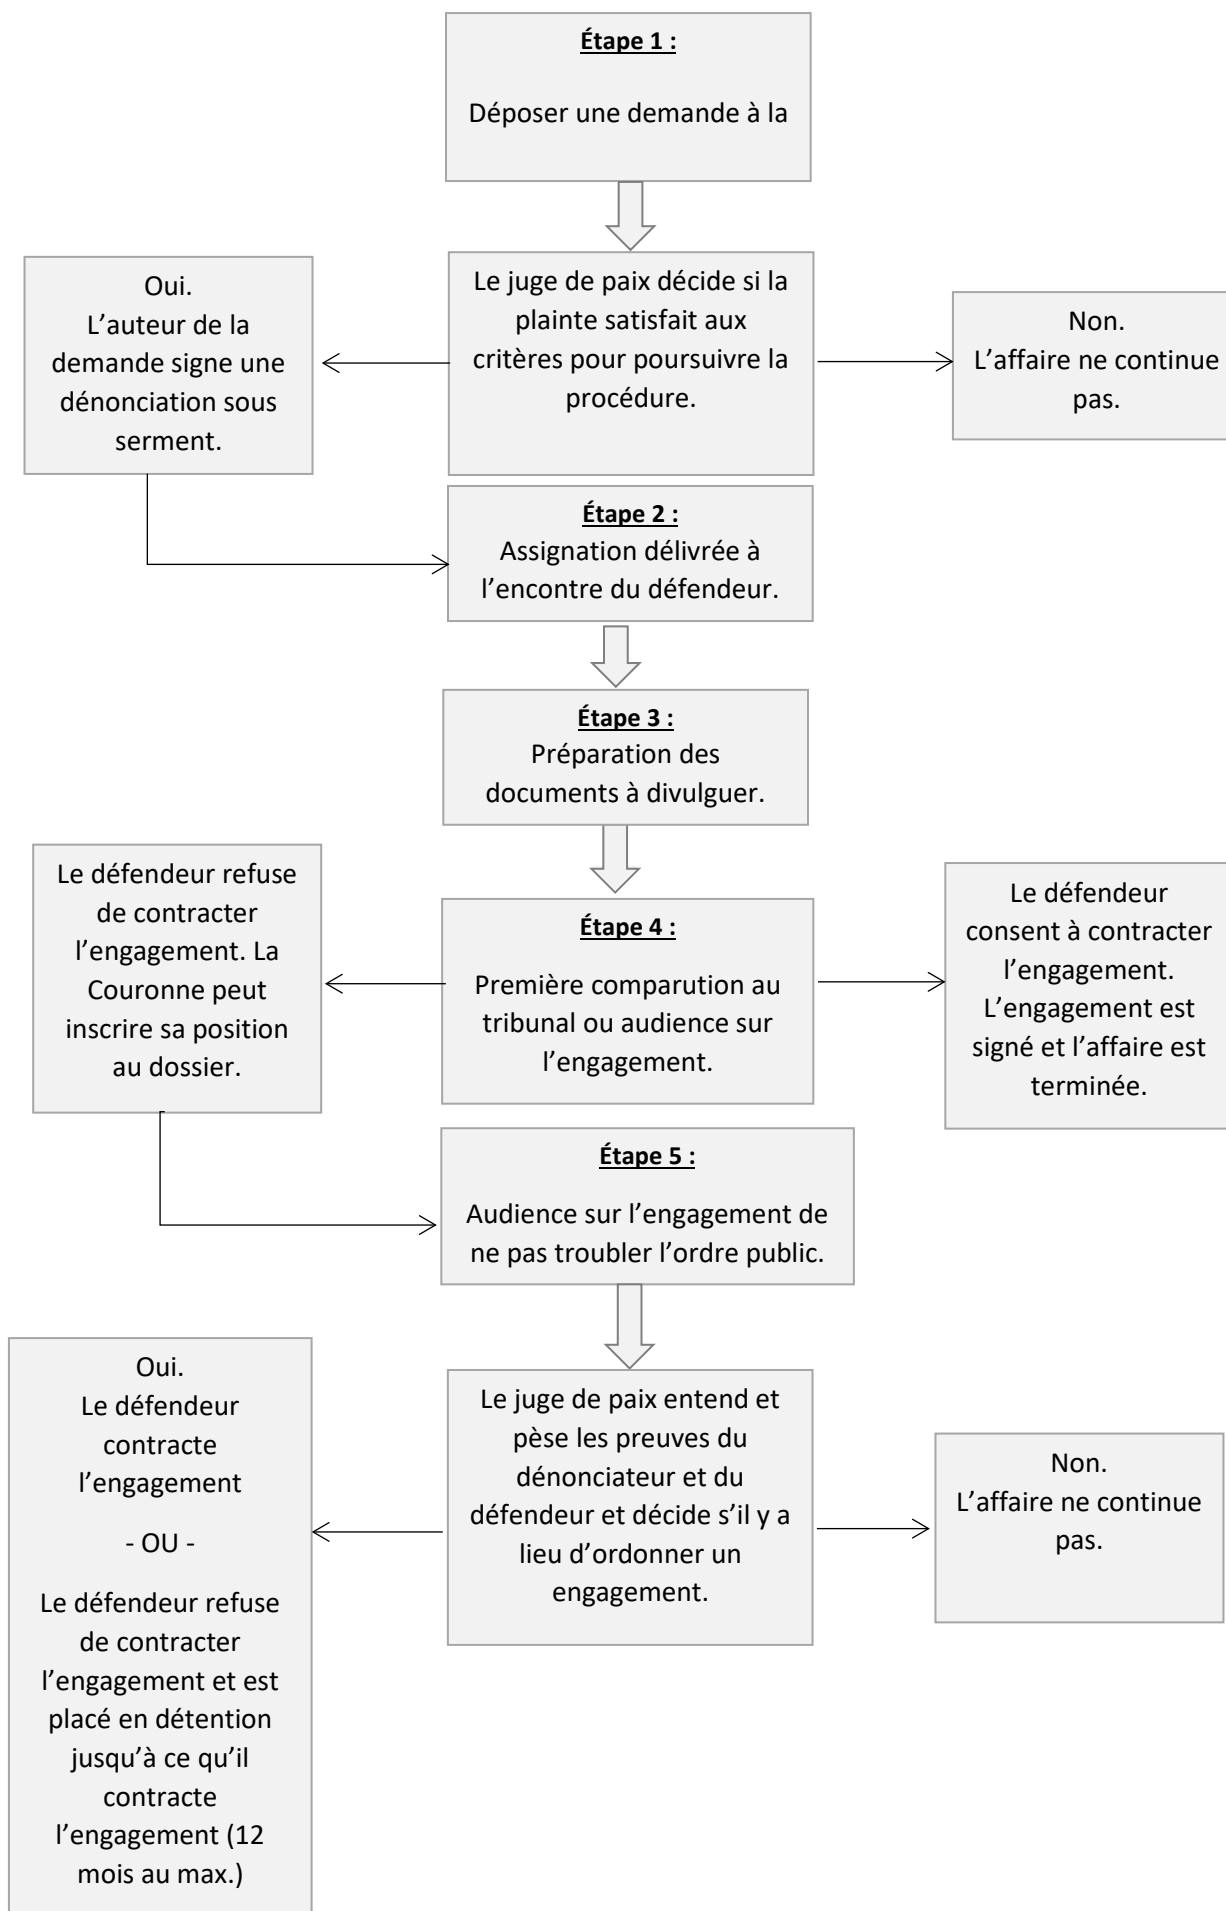 Étape 1 :
Déposer une demande à la
Le juge de paix décide si la
plainte satisfait aux
critères pour poursuivre la
procédure.
Oui.
L’auteur de la
demande signe une
dénonciation sous
serment.
Non.
L’affaire ne continue
pas.
Étape 2 :
Assignation délivrée à
l’encontre du défendeur.
Étape 3 :
Préparation des
documents à divulguer.
Étape 4 :
Première comparution au
tribunal ou audience sur
l’engagement.
Le défendeur refuse
de contracter
l’engagement. La
Couronne peut
inscrire sa position
au dossier.
Le défendeur
consent à contracter
l’engagement.
L’engagement est
signé et l’affaire est
terminée.
Étape 5 :
Audience sur l’engagement de
ne pas troubler l’ordre public.
Le juge de paix entend et
pèse les preuves du
dénonciateur et du
défendeur et décide s’il y a
lieu d’ordonner un
engagement.
Oui.
Le défendeur
contracte
l’engagement
- OU -
Le défendeur refuse
de contracter
l’engagement et est
placé en détention
jusqu’à ce qu’il
contracte
l’engagement (12
mois au max.)
Non.
L’affaire ne continue
pas.